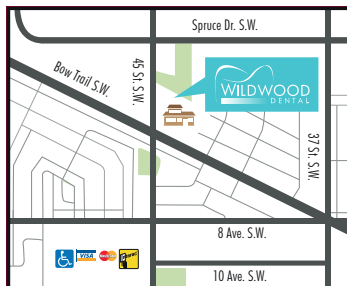 Spruce Dr. S.W.
Bow Trail S.W.
45 St. S.W.
WILDWOOD
DENTAL
37 St. S.W.
8 Ave. S.W.
VISA
10 Ave. S.W.